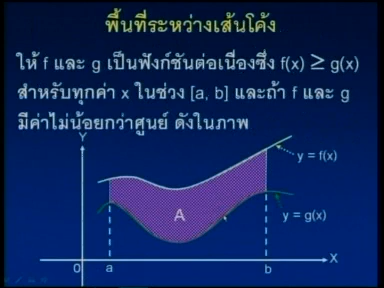 พื้นที่ระหว่างเส้นโค้ง
ให้ f และ g เป็นฟังก์ชันต่อเนื่องซึ่ง f(x) ≥ g(x)
สำหรับทุกค่า x ในช่วง [a, b] และถ้า f และ g
มีค่าไม่น้อยกว่าศูนย์ ดังในภาพ
Y
y = f(x)
A
y = g(x)
X
0 a b